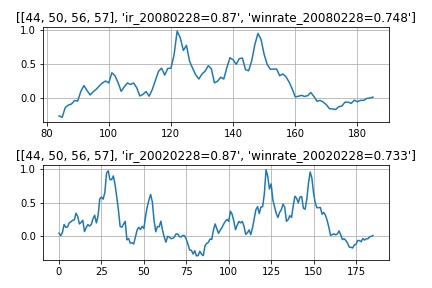 [[44, 50, 56, 57], 'ir_20080228=0.87', 'winrate_20080228=0.748']
1.0
0.5
0.0
80 100 120 140 160 180
[[44, 50, 56, 57], 'ir_20020228=0.87', 'winrate_20020228=0.733']
1.0
0.5
0.0
0 25 50 75 100 125 150 175